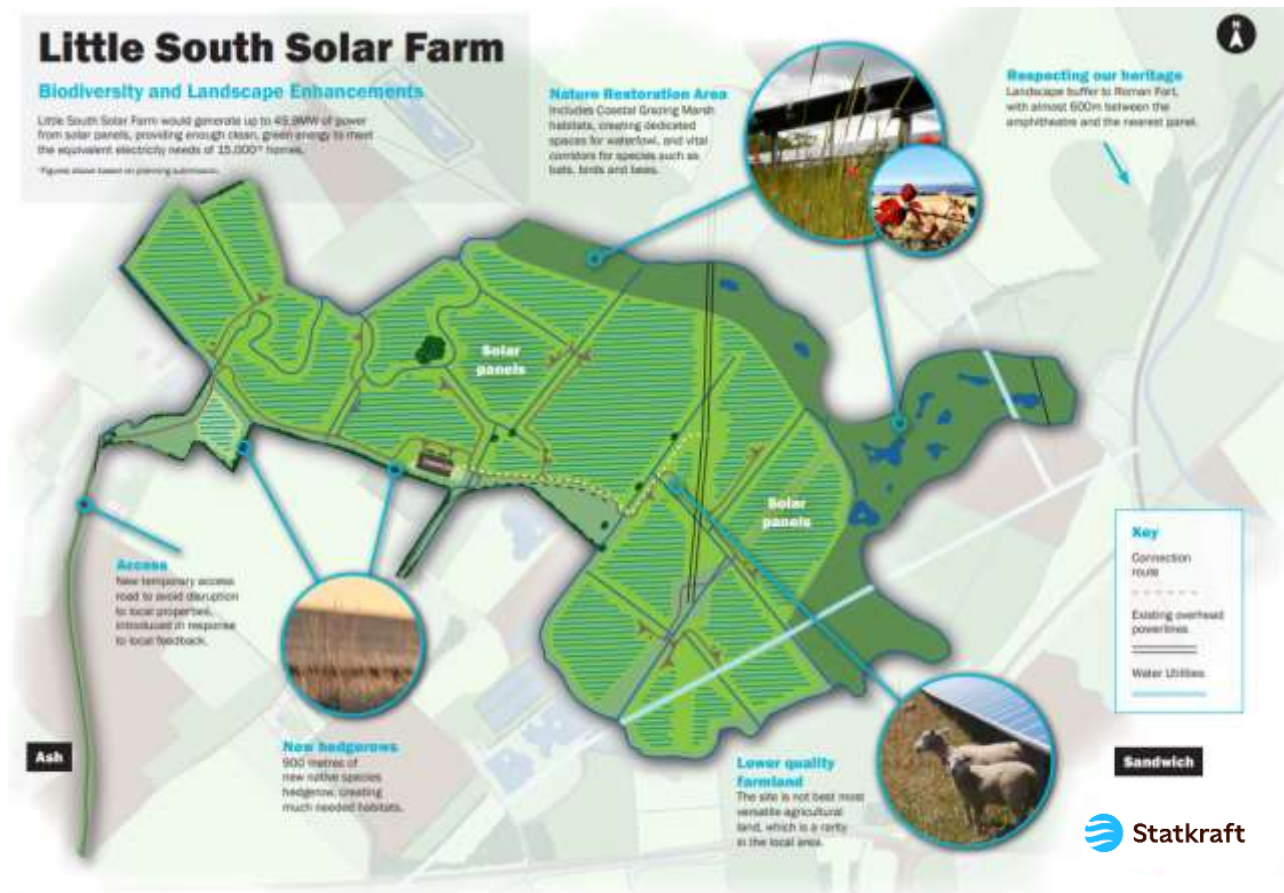 Little South Solar Farm
Biodiversity and Landscape Enhancements
Little South Solar Farm would generate up to 49.9MW of power
from solar panels, providing enough clean, green energy to meet
the equivalent electricity needs of 15,000* homes.
*Figures above based on planning submission.
Nature Restoration Area
Includes Coastal Grazing Marsh
habitats, creating dedicated
spaces for waterfowl, and vital
corridors for species such as
bats, birds and bees.
Respecting our heritage
Landscape buffer to Roman Fort,
with almost 600m between the
amphitheatre and the nearest panel.
N
Solar
panels
Solar
panels
Access
New temporary access
road to avoid disruption
to local properties,
introduced in response
to local feedback.
Key
Connection
route
Existing overhead
powerlines
Water Utilities
Ash
New hedgerows
900 metres of
new native species
hedgerow, creating
much needed habitats.
Lower quality
farmland
The site is not best most
versatile agricultural
land, which is a rarity
in the local area.
Sandwich
Statkraft